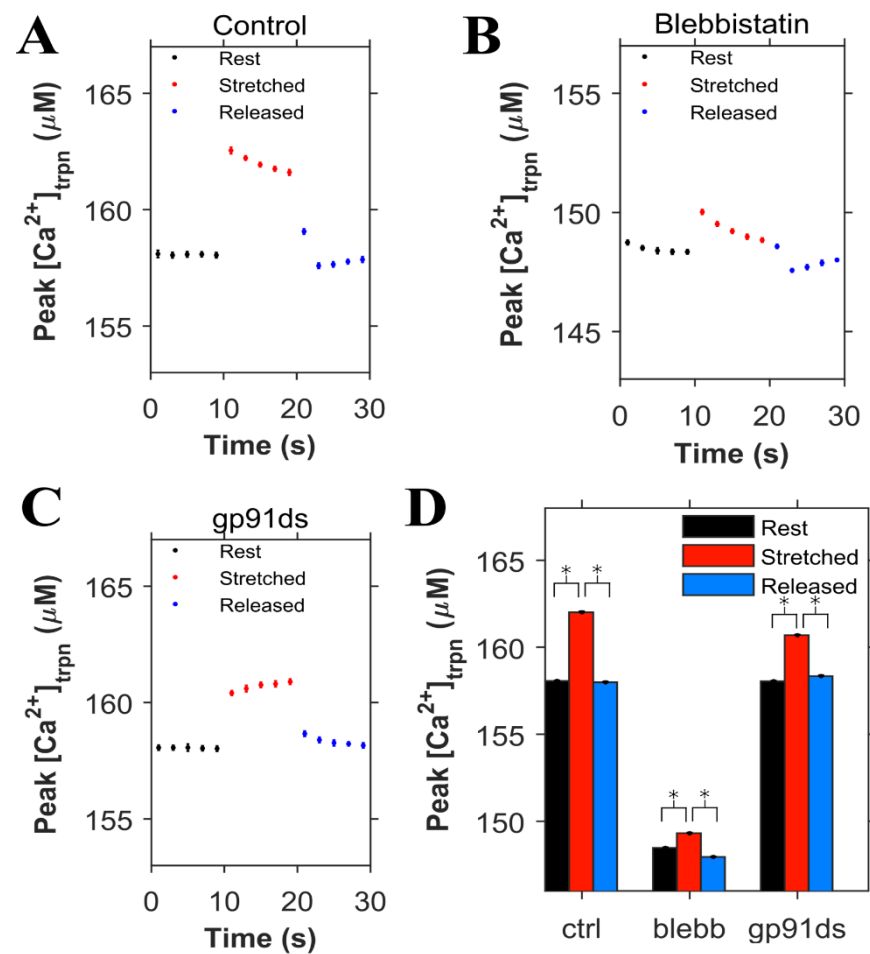 A
Control
Rest
Stretched
Released
165
160
155
Peak [Ca2+]trpn (μM)
0 10 20 30
Time (s)
B
Blebbistatin
Rest
Stretched
Released
155
150
145
Peak [Ca2+]trpn (μM)
0 10 20 30
Time (s)
C
gp91ds
Rest
Stretched
Released
165
160
155
Peak [Ca2+]trpn (μM)
0 10 20 30
Time (s)
D
Rest
Stretched
Released
165
160
155
150
Peak [Ca2+]trpn (μM)
* * * * * *
ctrl blebb gp91ds